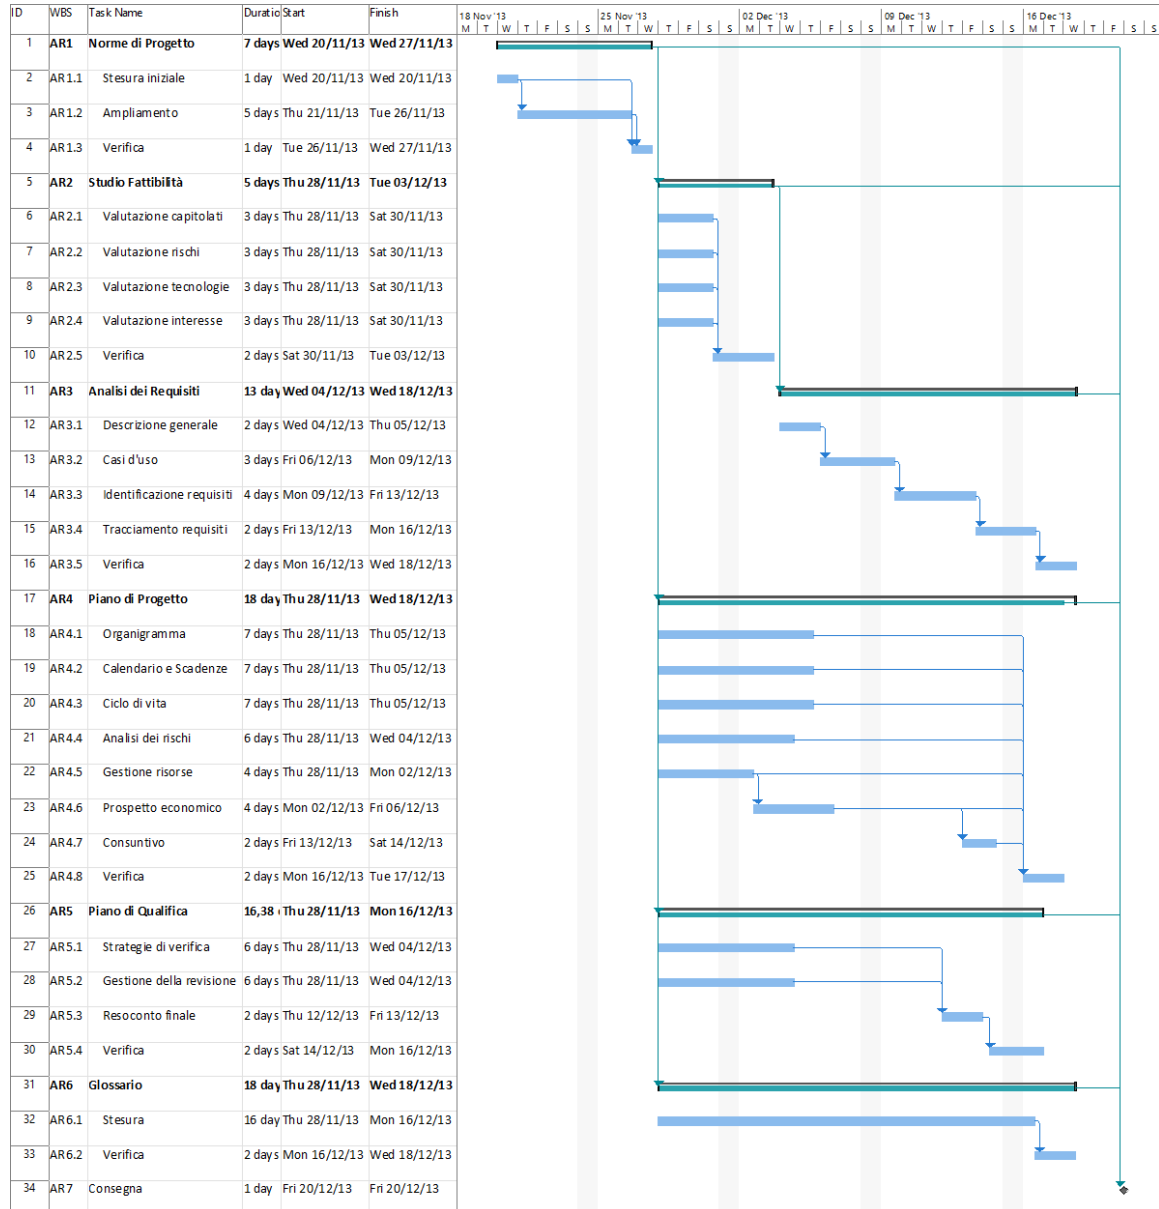 ID WBS Task Name Duratio Start Finish 18 Nov '13 25 Nov '13 02 Dec '13 09 Dec '13 16 Dec '13
M T W T F S S M T W T F S S M T W T F S S M T W T F S S M T W T F S S
1 AR1 Norme di Progetto 7 days Wed 20/11/13 Wed 27/11/13
2 AR1.1 Stesura iniziale 1 day Wed 20/11/13 Wed 20/11/13
3 AR1.2 Ampliamento 5 days Thu 21/11/13 Tue 26/11/13
4 AR1.3 Verifica 1 day Tue 26/11/13 Wed 27/11/13
5 AR2 Studio Fattibilità 5 days Thu 28/11/13 Tue 03/12/13
6 AR2.1 Valutazione capitolati 3 days Thu 28/11/13 Sat 30/11/13
7 AR2.2 Valutazione rischi 3 days Thu 28/11/13 Sat 30/11/13
8 AR2.3 Valutazione tecnologie 3 days Thu 28/11/13 Sat 30/11/13
9 AR2.4 Valutazione interesse 3 days Thu 28/11/13 Sat 30/11/13
10 AR2.5 Verifica 2 days Sat 30/11/13 Tue 03/12/13
11 AR3 Analisi dei Requisiti 13 day Wed 04/12/13 Wed 18/12/13
12 AR3.1 Descrizione generale 2 days Wed 04/12/13 Thu 05/12/13
13 AR3.2 Casi d'uso 3 days Fri 06/12/13 Mon 09/12/13
14 AR3.3 Identificazione requisiti 4 days Mon 09/12/13 Fri 13/12/13
15 AR3.4 Tracciamento requisiti 2 days Fri 13/12/13 Mon 16/12/13
16 AR3.5 Verifica 2 days Mon 16/12/13 Wed 18/12/13
17 AR4 Piano di Progetto 18 day Thu 28/11/13 Wed 18/12/13
18 AR4.1 Organigramma 7 days Thu 28/11/13 Thu 05/12/13
19 AR4.2 Calendario e Scadenze 7 days Thu 28/11/13 Thu 05/12/13
20 AR4.3 Ciclo di vita 7 days Thu 28/11/13 Thu 05/12/13
21 AR4.4 Analisi dei rischi 6 days Thu 28/11/13 Wed 04/12/13
22 AR4.5 Gestione risorse 4 days Thu 28/11/13 Mon 02/12/13
23 AR4.6 Prospetto economico 4 days Mon 02/12/13 Fri 06/12/13
24 AR4.7 Consuntivo 2 days Fri 13/12/13 Sat 14/12/13
25 AR4.8 Verifica 2 days Mon 16/12/13 Tue 17/12/13
26 AR5 Piano di Qualifica 16,38 Thu 28/11/13 Mon 16/12/13
27 AR5.1 Strategie di verifica 6 days Thu 28/11/13 Wed 04/12/13
28 AR5.2 Gestione della revisione 6 days Thu 28/11/13 Wed 04/12/13
29 AR5.3 Resoconto finale 2 days Thu 12/12/13 Fri 13/12/13
30 AR5.4 Verifica 2 days Sat 14/12/13 Mon 16/12/13
31 AR6 Glossario 18 day Thu 28/11/13 Wed 18/12/13
32 AR6.1 Stesura 16 day Thu 28/11/13 Mon 16/12/13
33 AR6.2 Verifica 2 days Mon 16/12/13 Wed 18/12/13
34 AR7 Consegna 1 day Fri 20/12/13 Fri 20/12/13